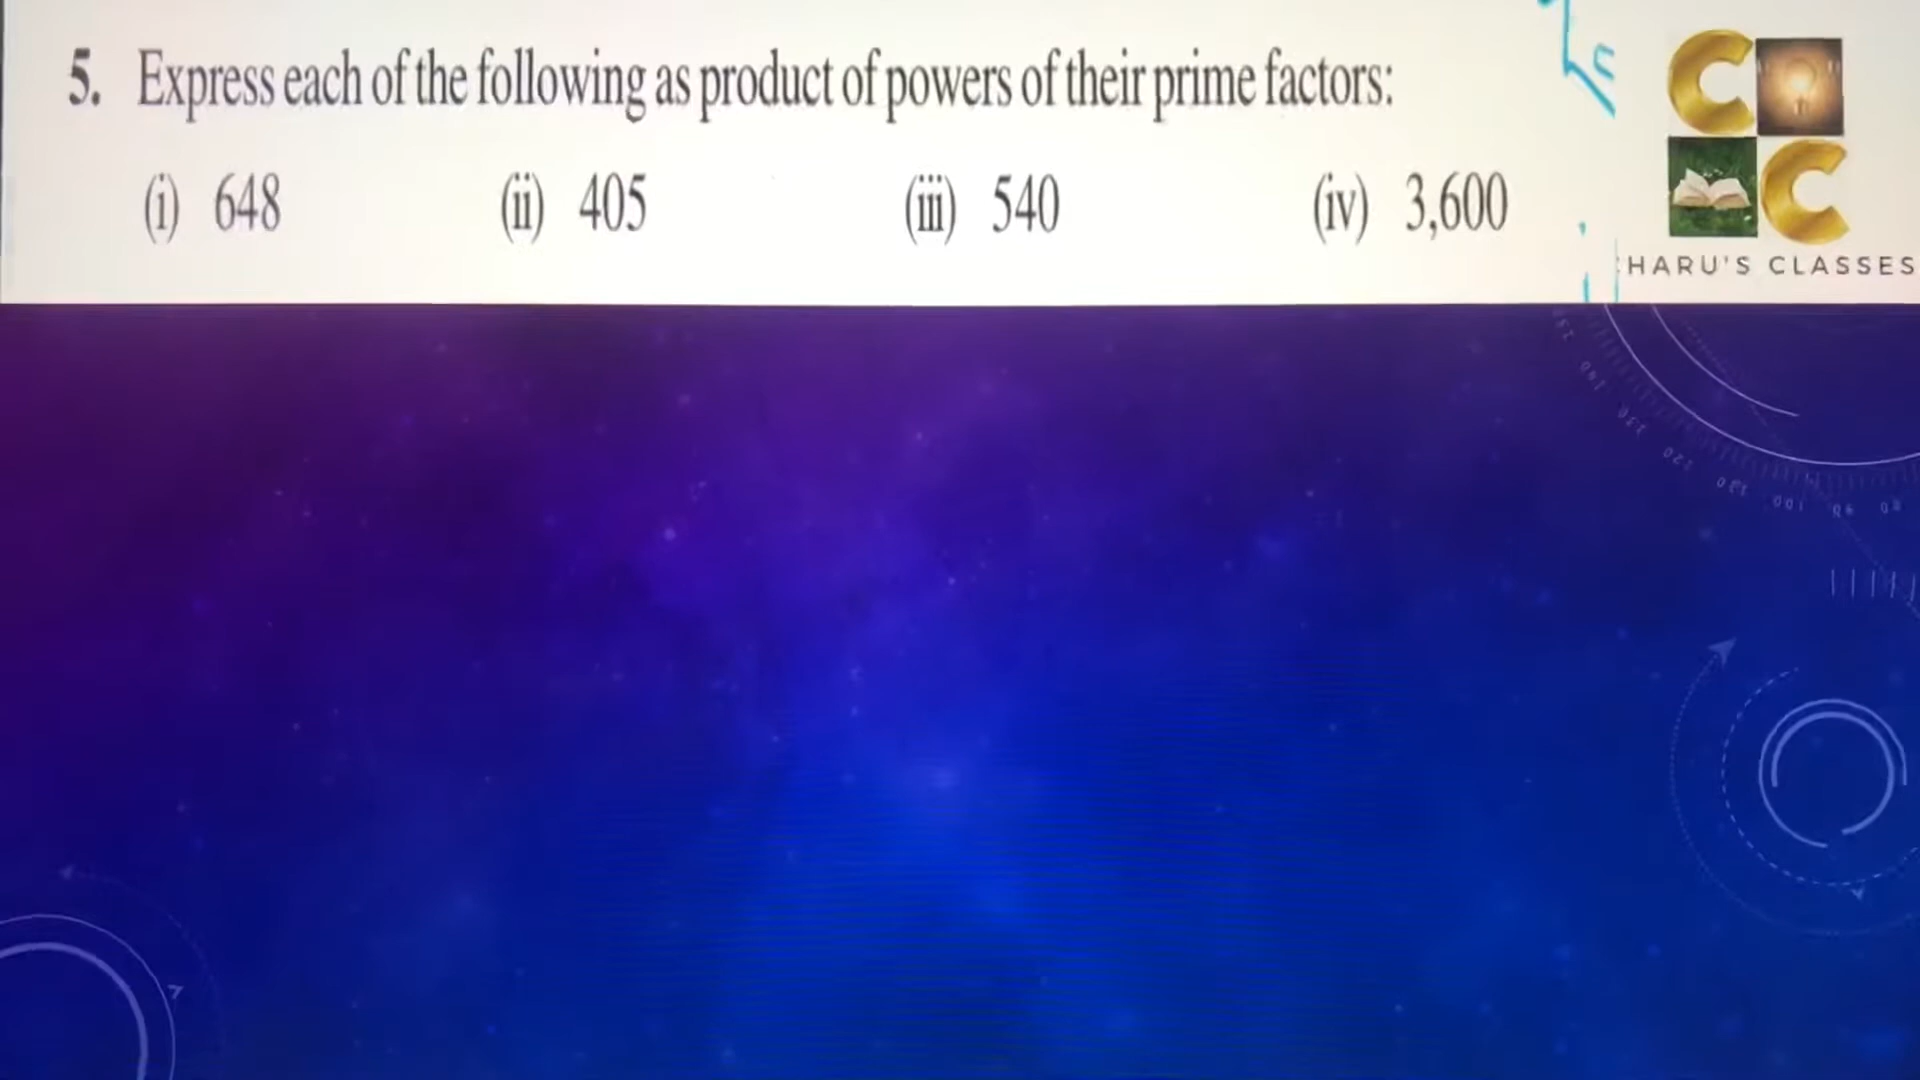 5. Express each of the following as product of powers of their prime factors:
(i) 648 (ii) 405 (iii) 540 (iv) 3,600
C
C
HARU'S CLASSES